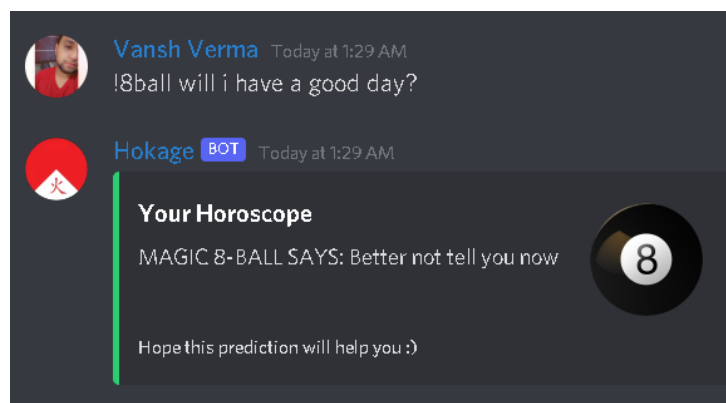 Vansh Verma Today at 1:29 AM
!8ball will i have a good day?
Hokage BOT Today at 1:29 AM
火
Your Horoscope
MAGIC 8-BALL SAYS: Better not tell you now
8
Hope this prediction will help you :)